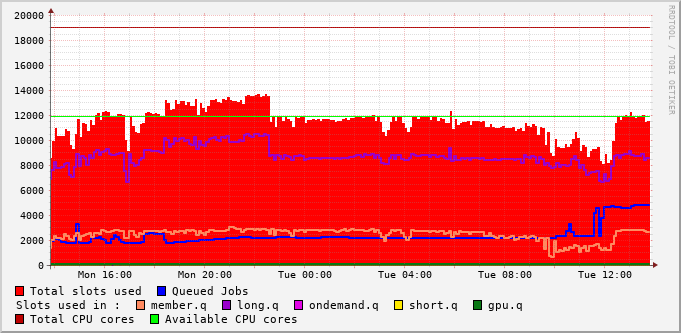 20000
18000
16000
14000
12000
10000
8000
6000
4000
2000
0
Mon 16:00 Mon 20:00 Tue 00:00 Tue 04:00 Tue 08:00 Tue 12:00
RRDTOOL / TOBI OETIKER
Total slots used Queued Jobs
Slots used in : member.q long.q ondemand.q short.q gpu.q
Total CPU cores Available CPU cores